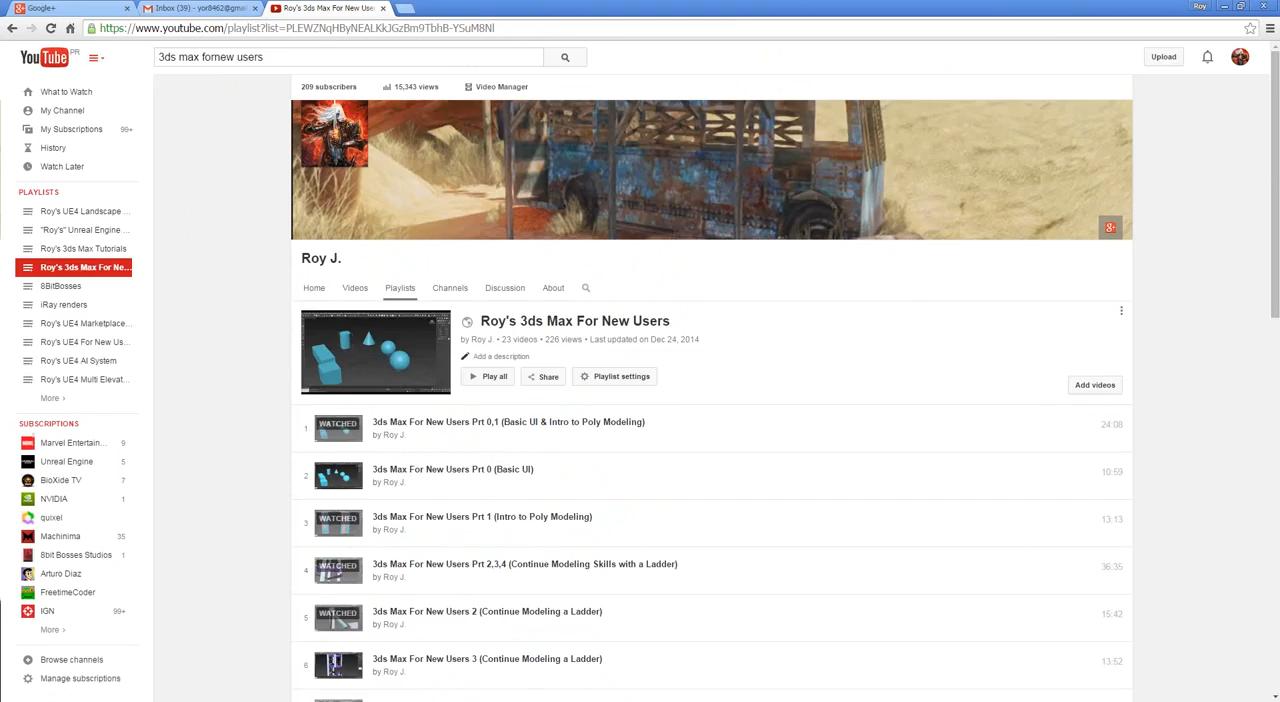 Google+
Inbox (39) - yor8462@gmai
Roy's 3ds Max For New Use
Roy
https://www.youtube.com/playlist?list=PLEWZNqHByNEALKkJGzBm9TbhB-YSuM8Nl
YouTube PR
3ds max fornew users
Upload
What to Watch
My Channel
My Subscriptions 99+
History
Watch Later
PLAYLISTS
Roy's UE4 Landscape ...
"Roy's" Unreal Engine ...
Roy's 3ds Max Tutorials
Roy's 3ds Max For Ne...
8BitBosses
iRay renders
Roy's UE4 Marketplace...
Roy's UE4 For New Us...
Roy's UE4 AI System
Roy's UE4 Multi Elevat...
More ›
SUBSCRIPTIONS
Marvel Entertain... 9
Unreal Engine 5
BioXide TV 7
NVIDIA 1
quixel
Machinima 35
8bit Bosses Studios 1
Arturo Diaz
FreetimeCoder
IGN 99+
More ›
Browse channels
Manage subscriptions
209 subscribers 15,343 views Video Manager
g+
Roy J.
Home Videos Playlists Channels Discussion About
Roy's 3ds Max For New Users
by Roy J. • 23 videos • 226 views • Last updated on Dec 24, 2014
Add a description
Play all Share Playlist settings
Add videos
1 WATCHED 3ds Max For New Users Prt 0,1 (Basic UI & Intro to Poly Modeling) 24:08
by Roy J.
2 3ds Max For New Users Prt 0 (Basic UI) 10:59
by Roy J.
3 WATCHED 3ds Max For New Users Prt 1 (Intro to Poly Modeling) 13:13
by Roy J.
4 WATCHED 3ds Max For New Users Prt 2,3,4 (Continue Modeling Skills with a Ladder) 36:35
by Roy J.
5 WATCHED 3ds Max For New Users 2 (Continue Modeling a Ladder) 15:42
by Roy J.
6 3ds Max For New Users 3 (Continue Modeling a Ladder) 13:52
by Roy J.